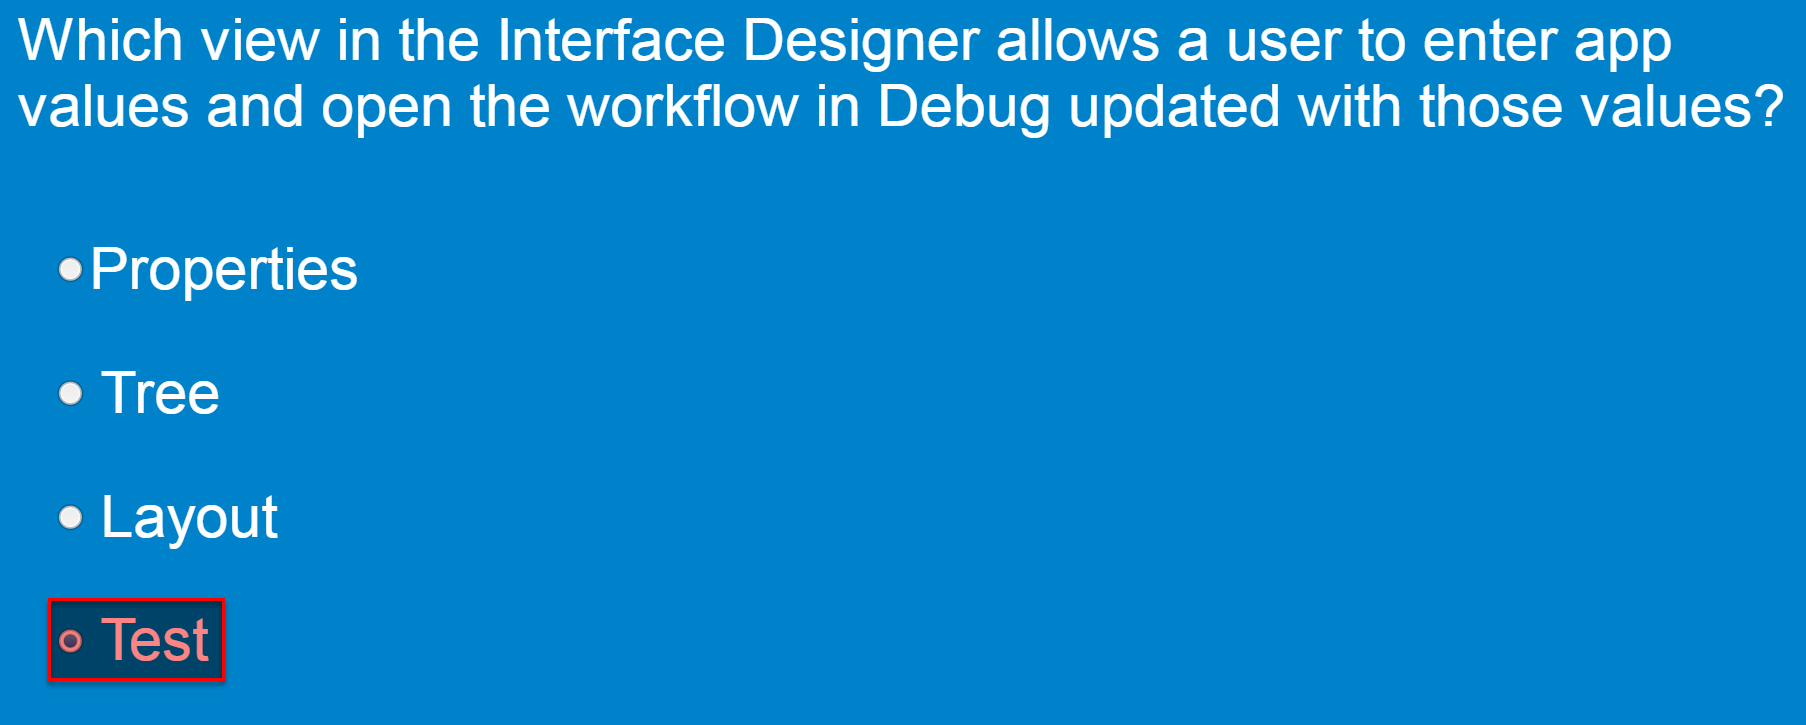 Which view in the Interface Designer allows a user to enter app
values and open the workflow in Debug updated with those values?
Properties
Tree
Layout
Test